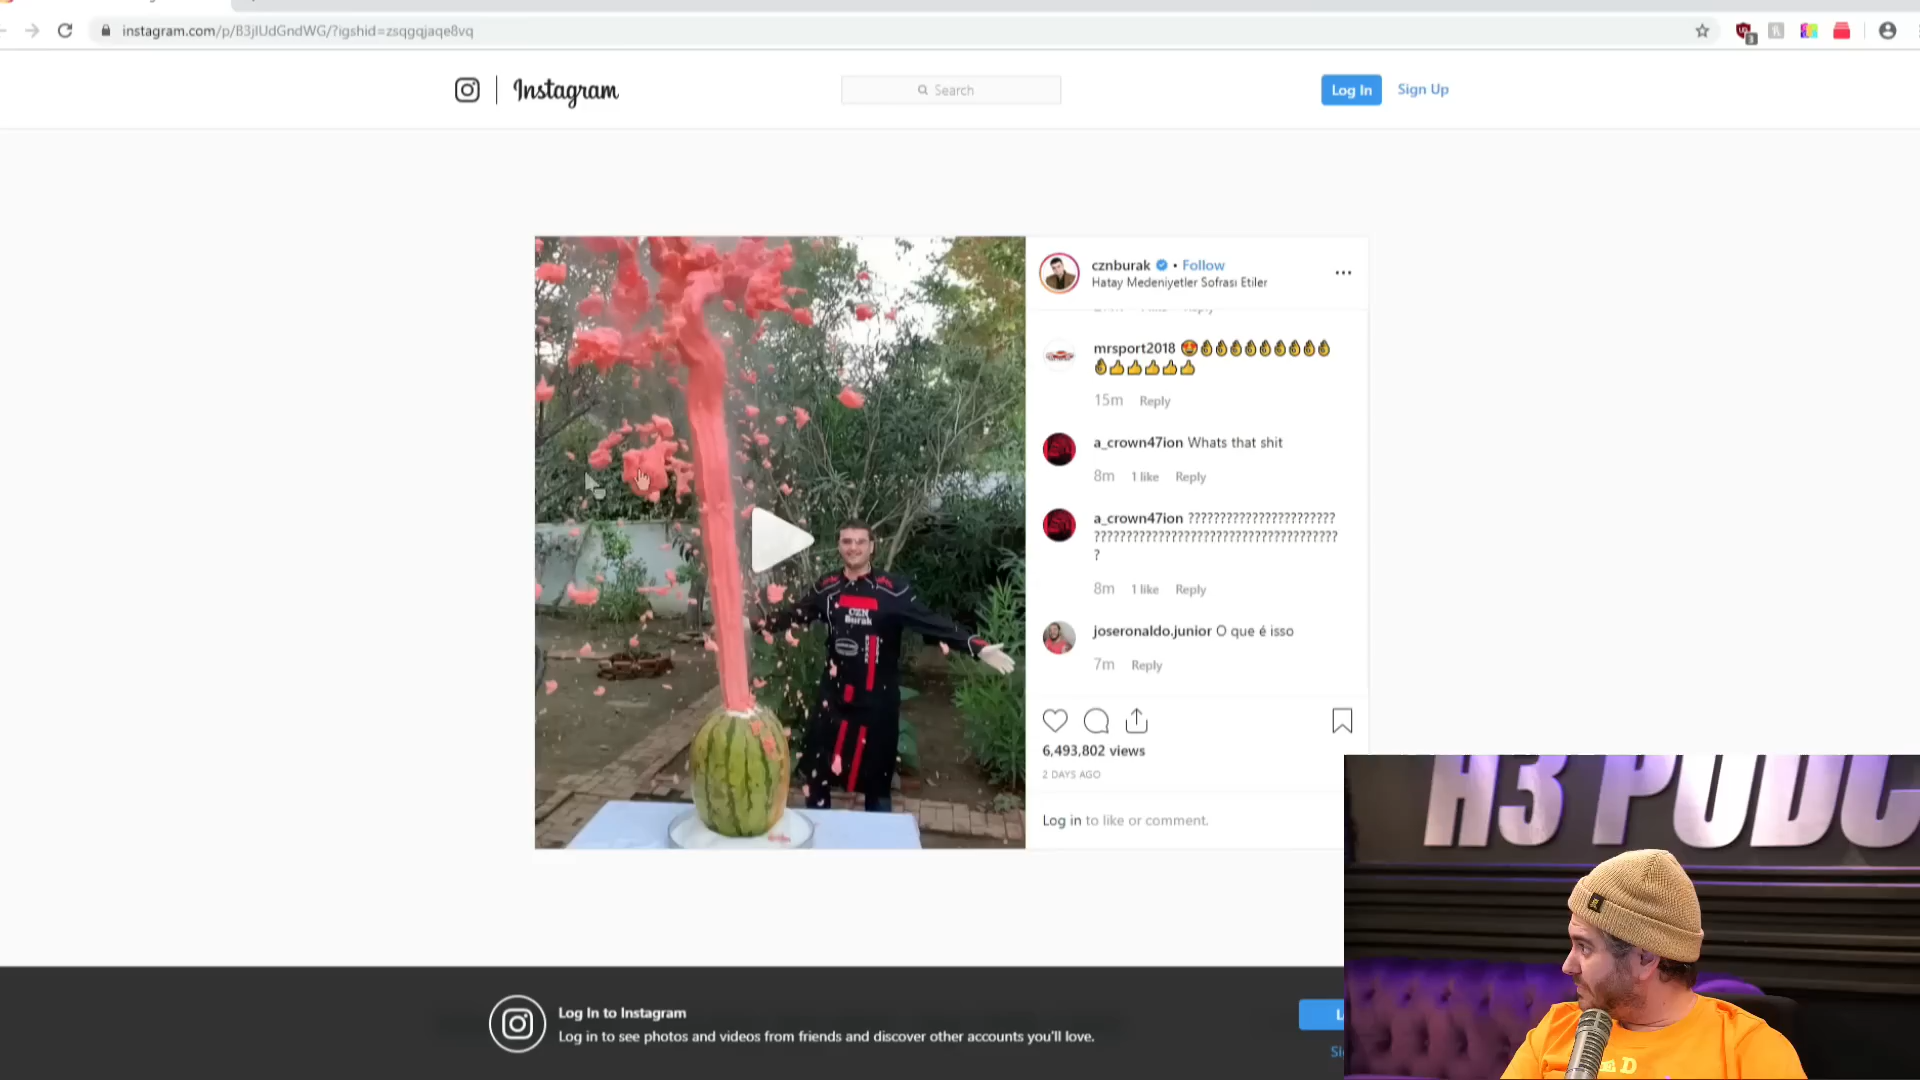 instagram.com/p/B3jIUdGndWG/?igshid=zsqgqjaqe8vq
Instagram
Search
Log In
Sign Up
cznburak • Follow
Hatay Medeniyetler Sofrası Etiler
mrsport2018 😍👌👌👌👌👌👌👌👌👌
👌👍👍👍👍👍
15m Reply
a_crown47ion Whats that shit
8m 1 like Reply
a_crown47ion ???????????????????????
??????????????????????????????????????
?
8m 1 like Reply
joseronaldo.junior O que é isso
7m Reply
6,493,802 views
2 DAYS AGO
Log in to like or comment.
CZN
Burak
H3 PODC
Log In to Instagram
Log in to see photos and videos from friends and discover other accounts you'll love.